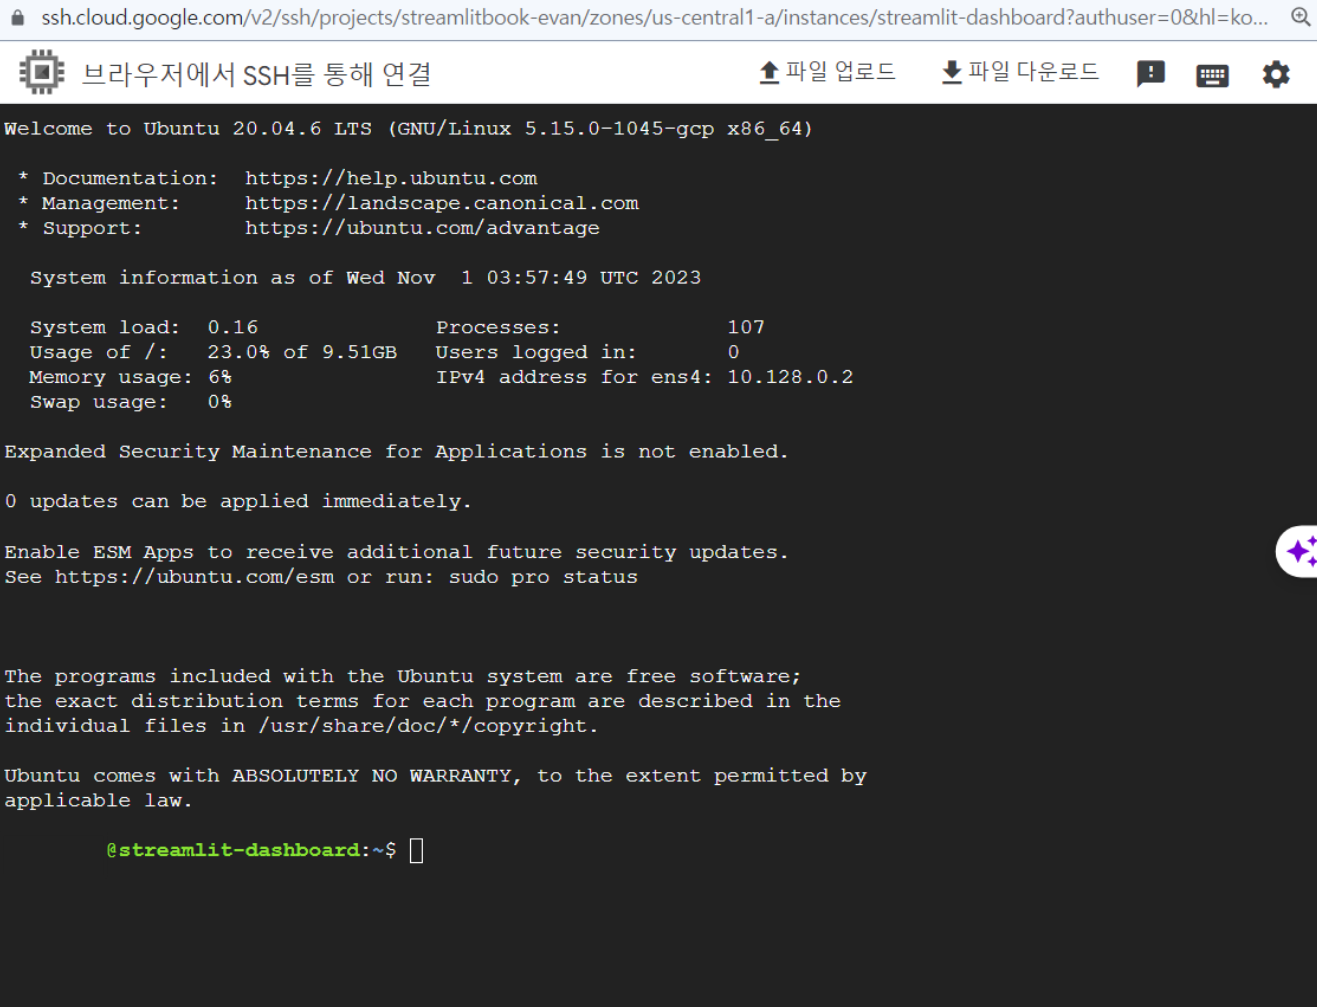 ssh.cloud.google.com/v2/ssh/projects/streamlitbook-evan/zones/us-central1-a/instances/streamlit-dashboard?authuser=0&hl=ko...
브라우저에서 SSH를 통해 연결
파일 업로드
파일 다운로드
Welcome to Ubuntu 20.04.6 LTS (GNU/Linux 5.15.0-1045-gcp x86_64)
* Documentation: https://help.ubuntu.com
* Management: https://landscape.canonical.com
* Support: https://ubuntu.com/advantage
System information as of Wed Nov 1 03:57:49 UTC 2023
System load: 0.16 Processes: 107
Usage of /: 23.0% of 9.51GB Users logged in: 0
Memory usage: 6% IPv4 address for ens4: 10.128.0.2
Swap usage: 0%
Expanded Security Maintenance for Applications is not enabled.
0 updates can be applied immediately.
Enable ESM Apps to receive additional future security updates.
See https://ubuntu.com/esm or run: sudo pro status
The programs included with the Ubuntu system are free software;
the exact distribution terms for each program are described in the
individual files in /usr/share/doc/*/copyright.
Ubuntu comes with ABSOLUTELY NO WARRANTY, to the extent permitted by
applicable law.
@streamlit-dashboard:~$